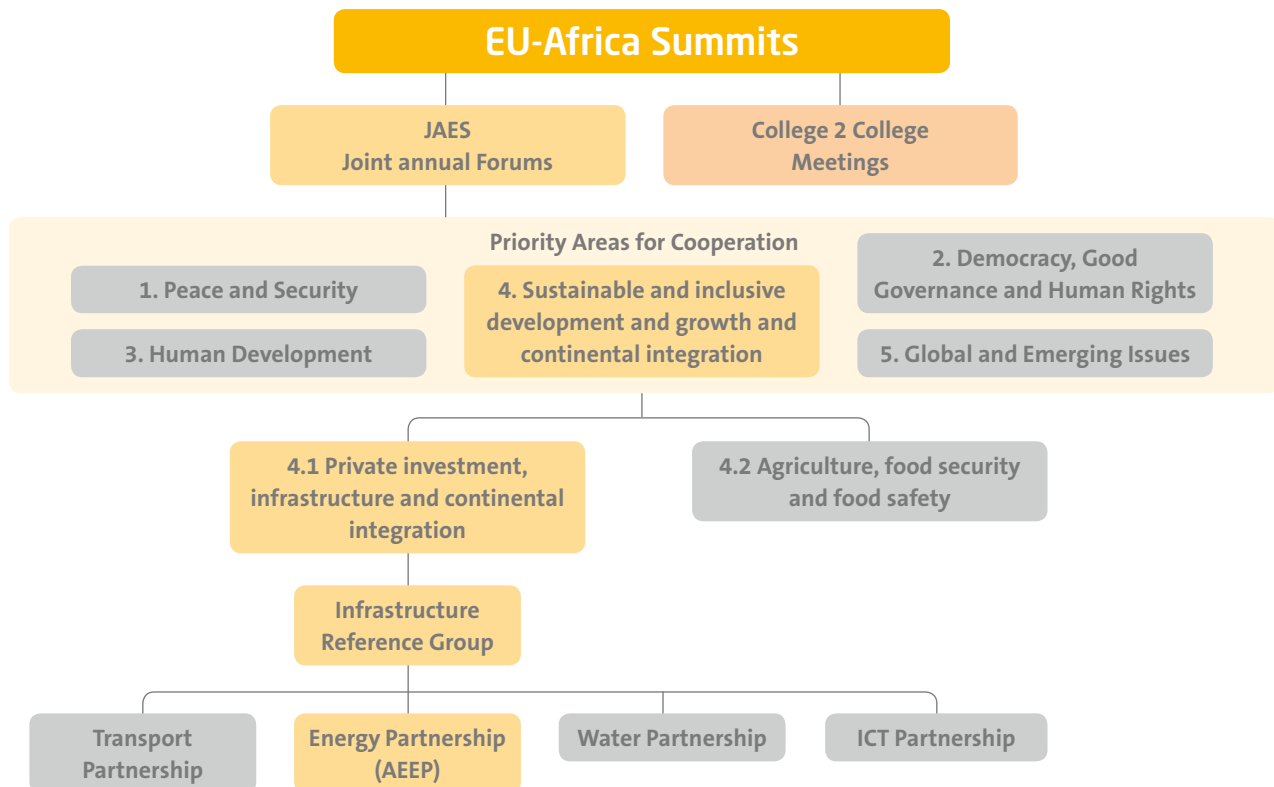 EU-Africa Summits
JAES
Joint annual Forums
College 2 College
Meetings
Priority Areas for Cooperation
1. Peace and Security
2. Democracy, Good
Governance and Human Rights
3. Human Development
4. Sustainable and inclusive
development and growth and
continental integration
5. Global and Emerging Issues
4.1 Private investment,
infrastructure and continental
integration
4.2 Agriculture, food security
and food safety
Infrastructure
Reference Group
Transport
Partnership
Energy Partnership
(AEEP)
Water Partnership
ICT Partnership